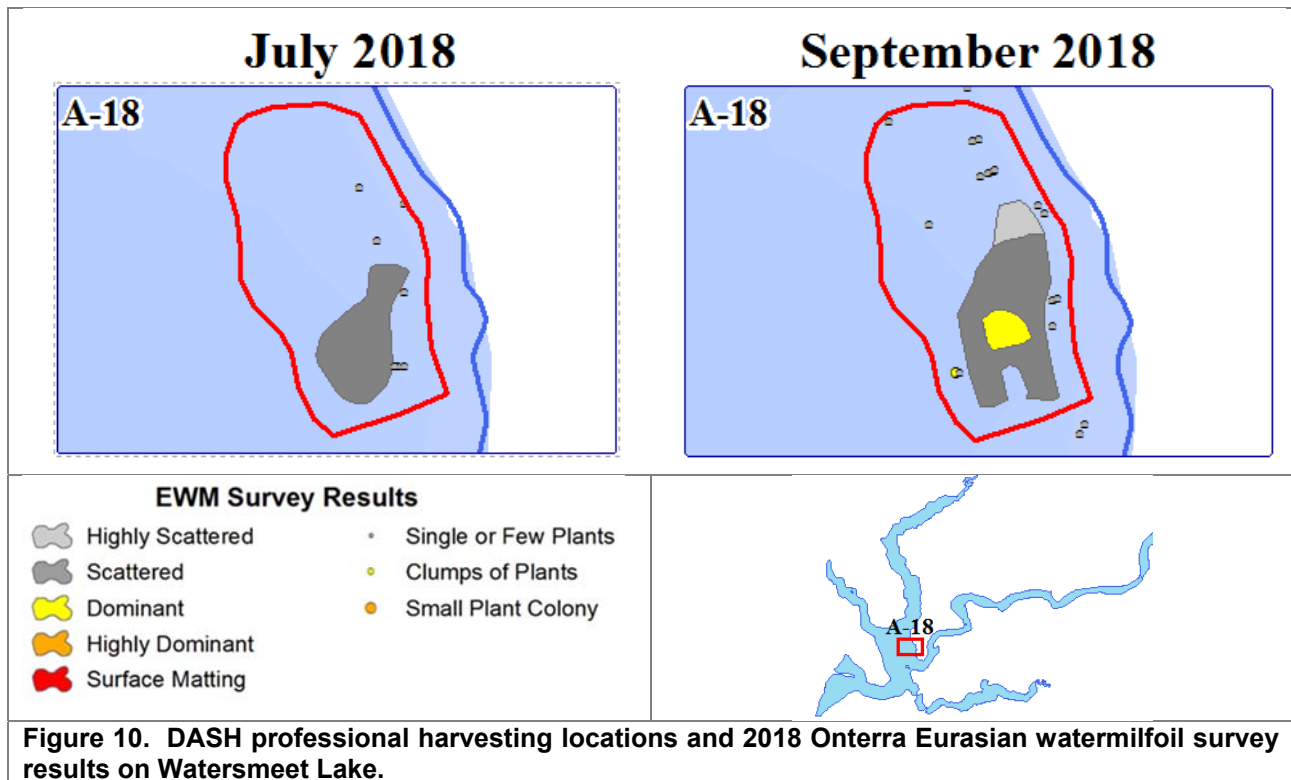 July 2018
September 2018
A-18
A-18
EWM Survey Results
Highly Scattered
Scattered
Dominant
Highly Dominant
Surface Matting
Single or Few Plants
Clumps of Plants
Small Plant Colony
A-18
Figure 10. DASH professional harvesting locations and 2018 Onterra Eurasian watermilfoil survey
results on Watersmeet Lake.